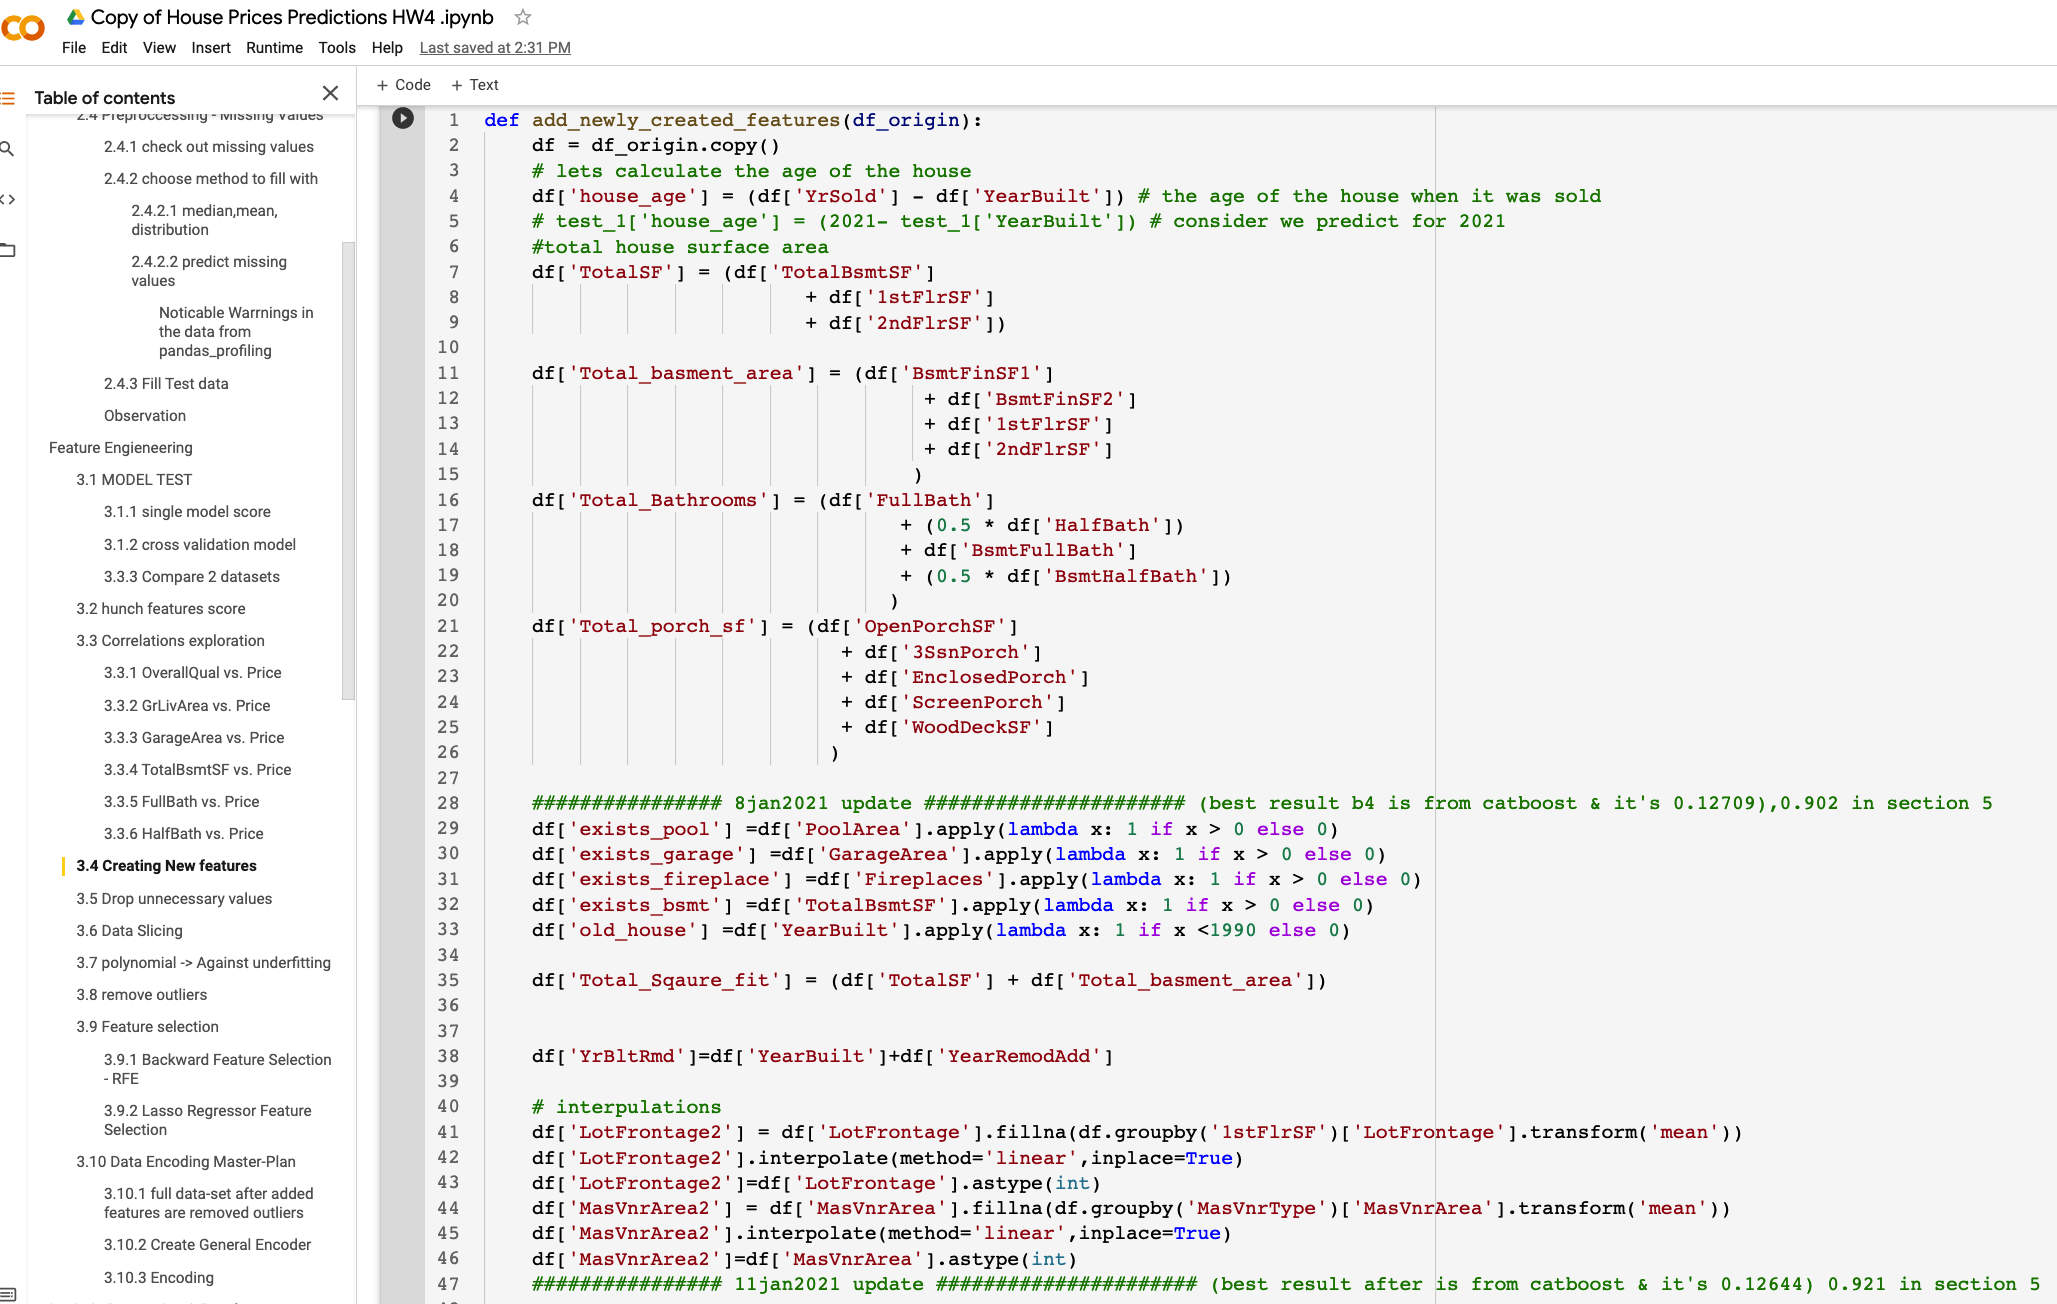 Copy of House Prices Predictions HW4 .ipynb
File Edit View Insert Runtime Tools Help Last saved at 2:31 PM
Table of contents
+ Code + Text
2.4 Preproccessing - Missing Values
2.4.1 check out missing values
2.4.2 choose method to fill with
2.4.2.1 median,mean,
distribution
2.4.2.2 predict missing
values
Noticable Warrnings in
the data from
pandas_profiling
2.4.3 Fill Test data
Observation
Feature Engieneering
3.1 MODEL TEST
3.1.1 single model score
3.1.2 cross validation model
3.3.3 Compare 2 datasets
3.2 hunch features score
3.3 Correlations exploration
3.3.1 OverallQual vs. Price
3.3.2 GrLivArea vs. Price
3.3.3 GarageArea vs. Price
3.3.4 TotalBsmtSF vs. Price
3.3.5 FullBath vs. Price
3.3.6 HalfBath vs. Price
3.4 Creating New features
3.5 Drop unnecessary values
3.6 Data Slicing
3.7 polynomial -> Against underfitting
3.8 remove outliers
3.9 Feature selection
3.9.1 Backward Feature Selection
- RFE
3.9.2 Lasso Regressor Feature
Selection
3.10 Data Encoding Master-Plan
3.10.1 full data-set after added
features are removed outliers
3.10.2 Create General Encoder
3.10.3 Encoding
1 def add_newly_created_features(df_origin):
2 df = df_origin.copy()
3 # lets calculate the age of the house
4 df['house_age'] = (df['YrSold'] - df['YearBuilt']) # the age of the house when it was sold
5 # test_1['house_age'] = (2021- test_1['YearBuilt']) # consider we predict for 2021
6 #total house surface area
7 df['TotalSF'] = (df['TotalBsmtSF']
8 + df['1stFlrSF']
9 + df['2ndFlrSF'])
10
11 df['Total_basment_area'] = (df['BsmtFinSF1']
12 + df['BsmtFinSF2']
13 + df['1stFlrSF']
14 + df['2ndFlrSF']
15 )
16 df['Total_Bathrooms'] = (df['FullBath']
17 + (0.5 * df['HalfBath'])
18 + df['BsmtFullBath']
19 + (0.5 * df['BsmtHalfBath'])
20 )
21 df['Total_porch_sf'] = (df['OpenPorchSF']
22 + df['3SsnPorch']
23 + df['EnclosedPorch']
24 + df['ScreenPorch']
25 + df['WoodDeckSF']
26 )
27
28 ################ 8jan2021 update ###################### (best result b4 is from catboost & it's 0.12709),0.902 in section 5
29 df['exists_pool'] =df['PoolArea'].apply(lambda x: 1 if x > 0 else 0)
30 df['exists_garage'] =df['GarageArea'].apply(lambda x: 1 if x > 0 else 0)
31 df['exists_fireplace'] =df['Fireplaces'].apply(lambda x: 1 if x > 0 else 0)
32 df['exists_bsmt'] =df['TotalBsmtSF'].apply(lambda x: 1 if x > 0 else 0)
33 df['old_house'] =df['YearBuilt'].apply(lambda x: 1 if x <1990 else 0)
34
35 df['Total_Sqaure_fit'] = (df['TotalSF'] + df['Total_basment_area'])
36
37
38 df['YrBltRmd']=df['YearBuilt']+df['YearRemodAdd']
39
40 # interpulations
41 df['LotFrontage2'] = df['LotFrontage'].fillna(df.groupby('1stFlrSF')['LotFrontage'].transform('mean'))
42 df['LotFrontage2'].interpolate(method='linear',inplace=True)
43 df['LotFrontage2']=df['LotFrontage'].astype(int)
44 df['MasVnrArea2'] = df['MasVnrArea'].fillna(df.groupby('MasVnrType')['MasVnrArea'].transform('mean'))
45 df['MasVnrArea2'].interpolate(method='linear',inplace=True)
46 df['MasVnrArea2']=df['MasVnrArea'].astype(int)
47 ################ 11jan2021 update ###################### (best result after is from catboost & it's 0.12644) 0.921 in section 5